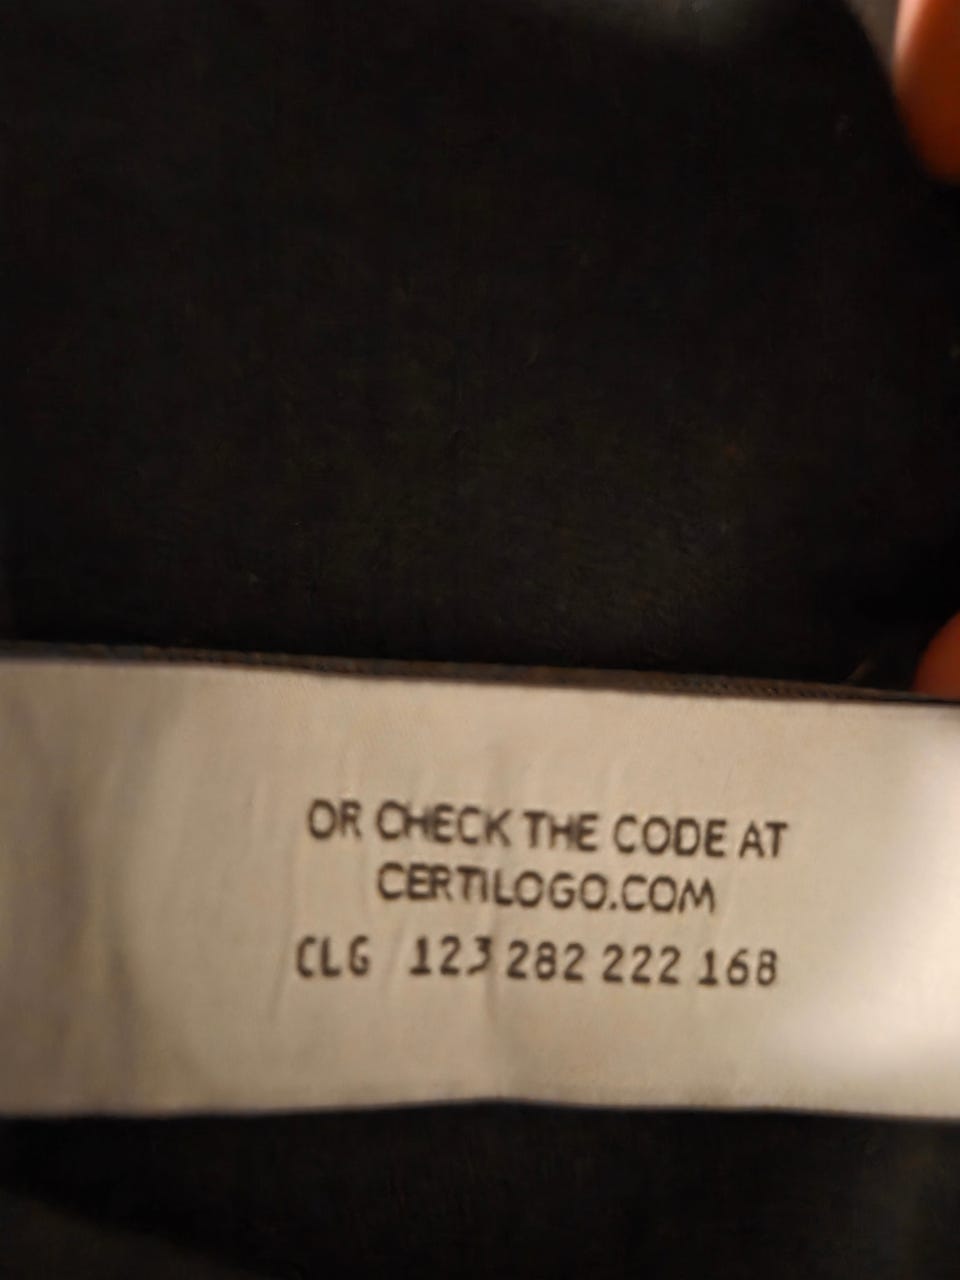 OR CHECK THE CODE AT
CERTILOGO.COM
CLG 123 282 222 168